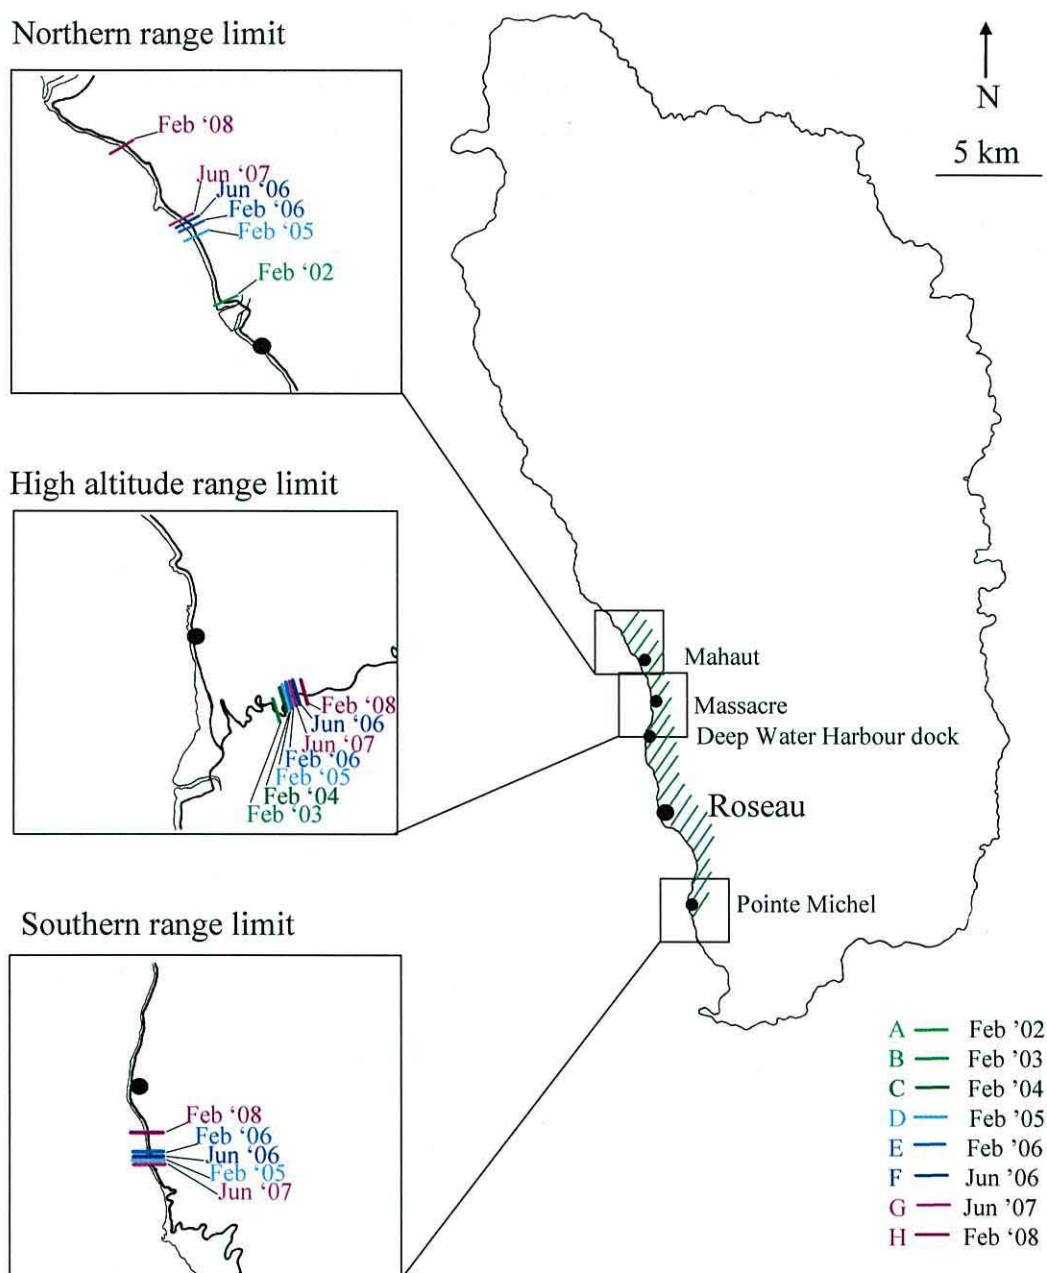 Northern range limit
Feb ‘08
Jun ‘07
Jun ‘06
Feb ‘06
Feb ‘05
Feb ‘02
N
5 km
High altitude range limit
Feb ‘08
Jun ‘06
Jun ‘07
Feb ‘06
Feb ‘05
Feb ‘04
Feb ‘03
Mahaut
Massacre
Deep Water Harbour dock
Roseau
Pointe Michel
Southern range limit
Feb ‘08
Feb ‘06
Jun ‘06
Feb ‘05
Jun ‘07
A Feb ’02
B Feb ’03
C Feb ’04
D Feb ’05
E Feb ’06
F Jun ’06
G Jun ’07
H Feb ’08